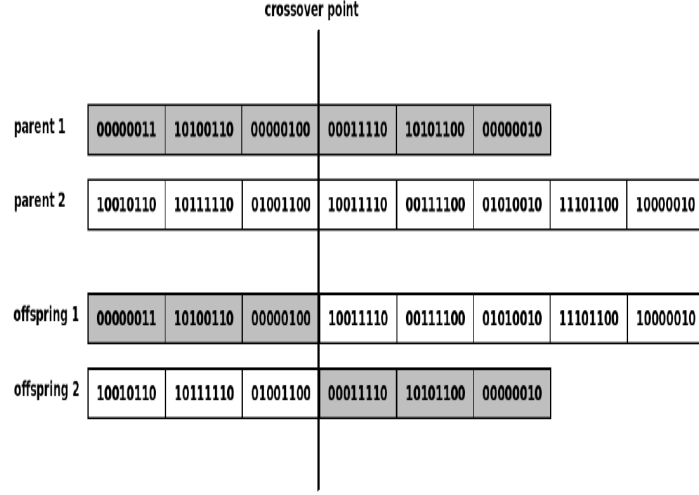 crossover point
parent 1 00000011 10100110 00000100 00011110 10101100 00000010
parent 2 10010110 10111110 01001100 10011110 00111100 01010010 11101100 10000010
offspring 1 00000011 10100110 00000100 10011110 00111100 01010010 11101100 10000010
offspring 2 10010110 10111110 01001100 00011110 10101100 00000010